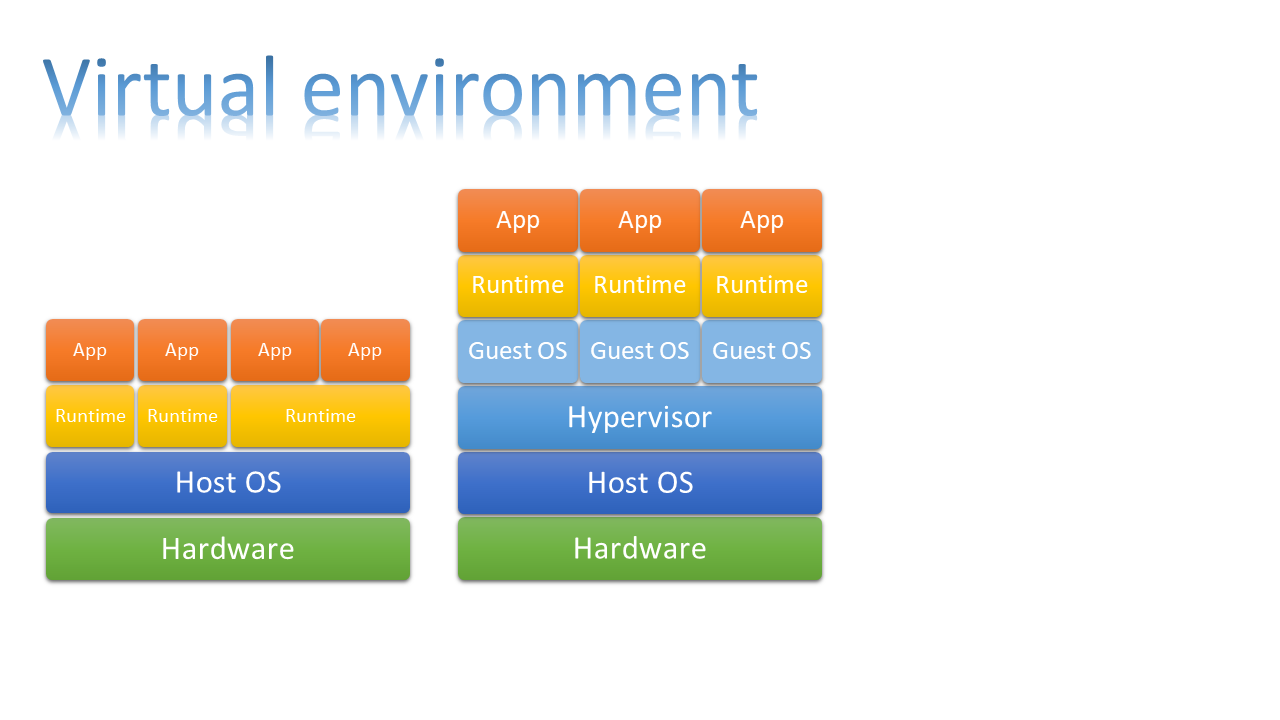 Virtual environment
App App App App
Runtime Runtime Runtime
Host OS
Hardware
App App App
Runtime Runtime Runtime
Guest OS Guest OS Guest OS
Hypervisor
Host OS
Hardware